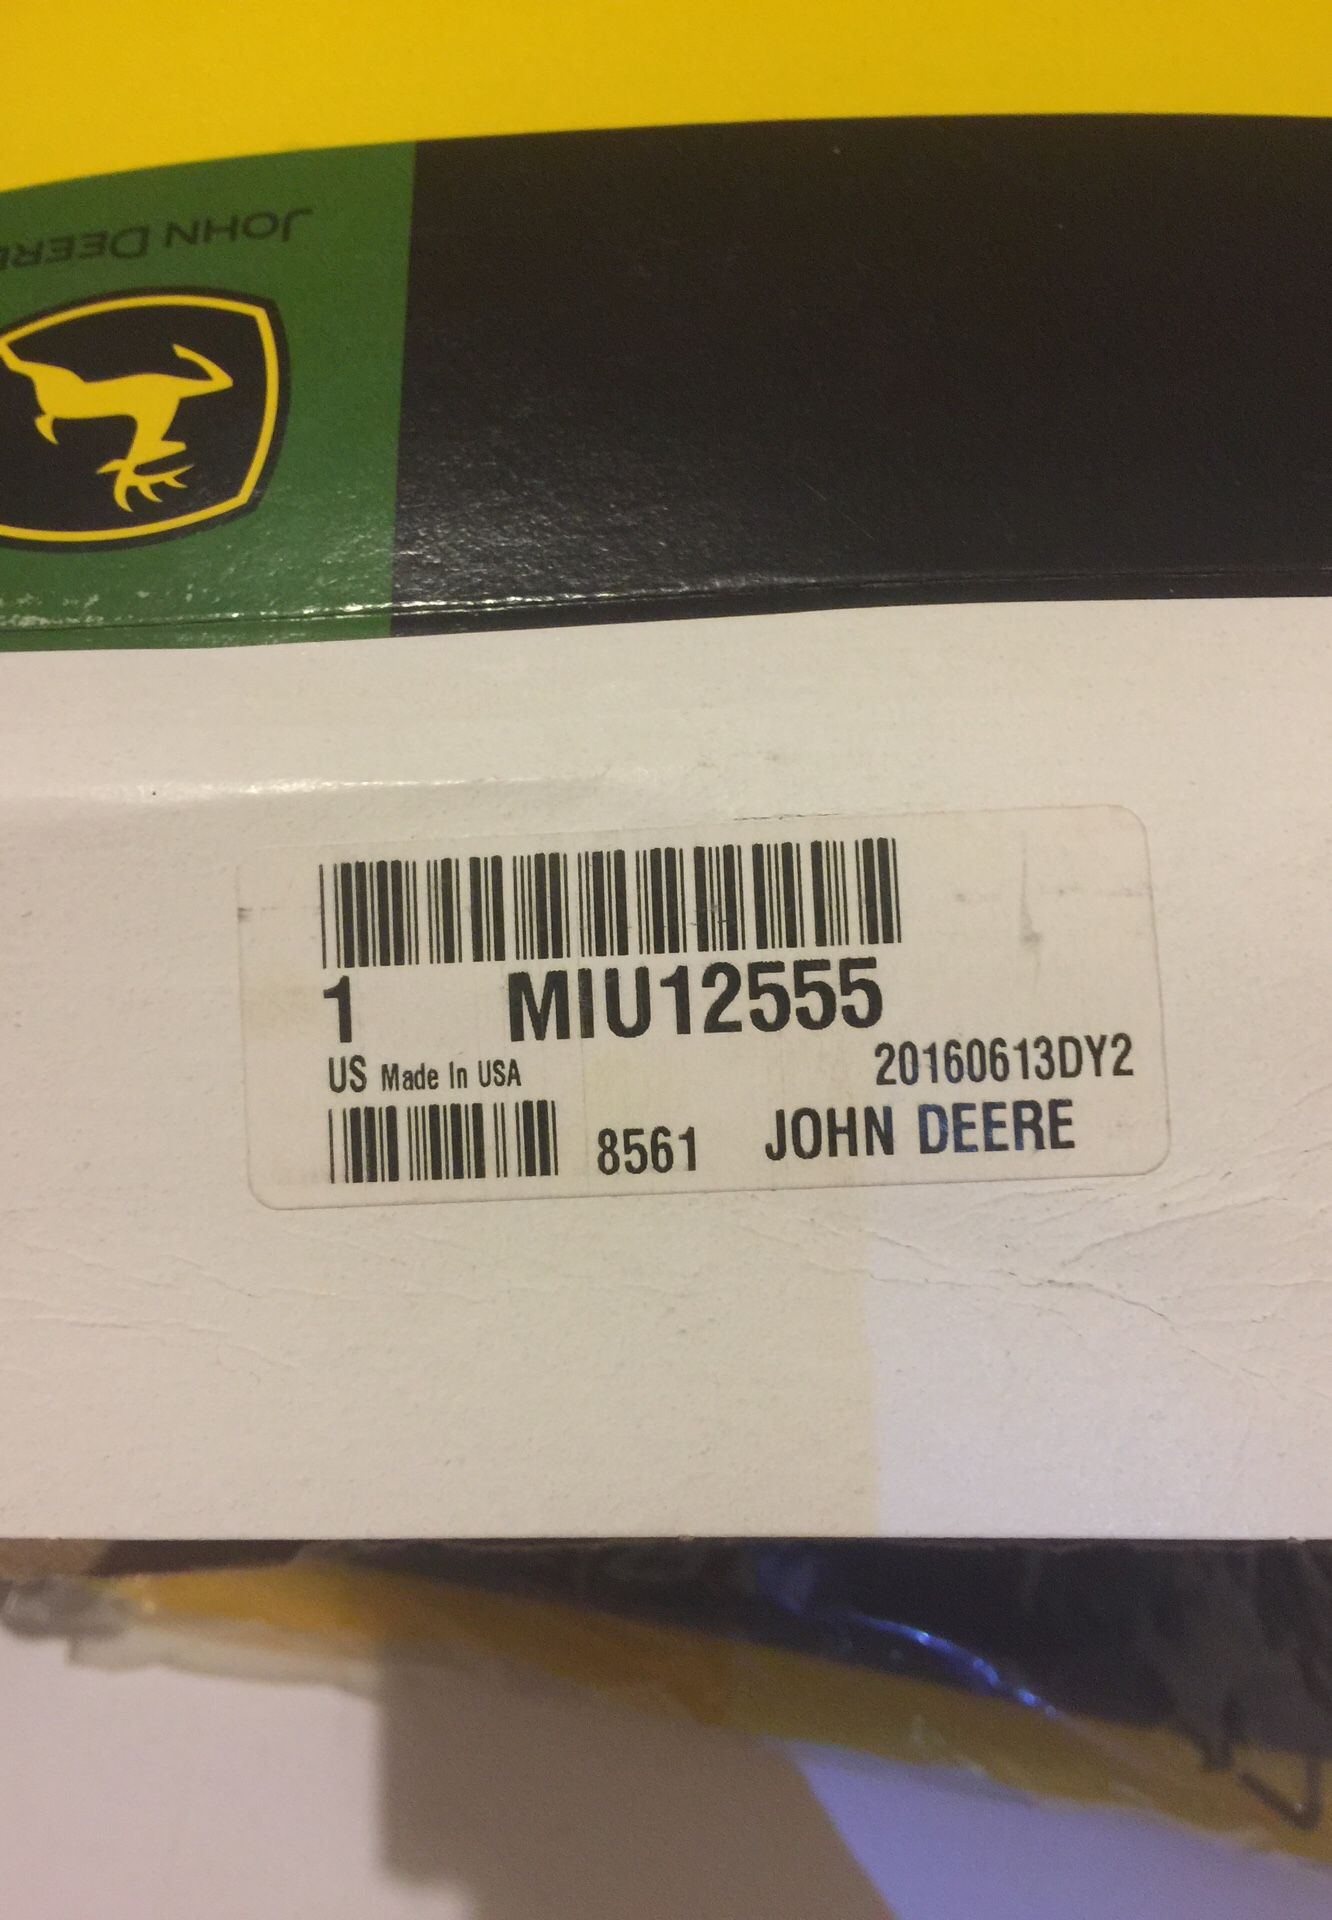 JOHN DEERE
1 MIU12555
US Made In USA 20160613DY2
8561 JOHN DEERE